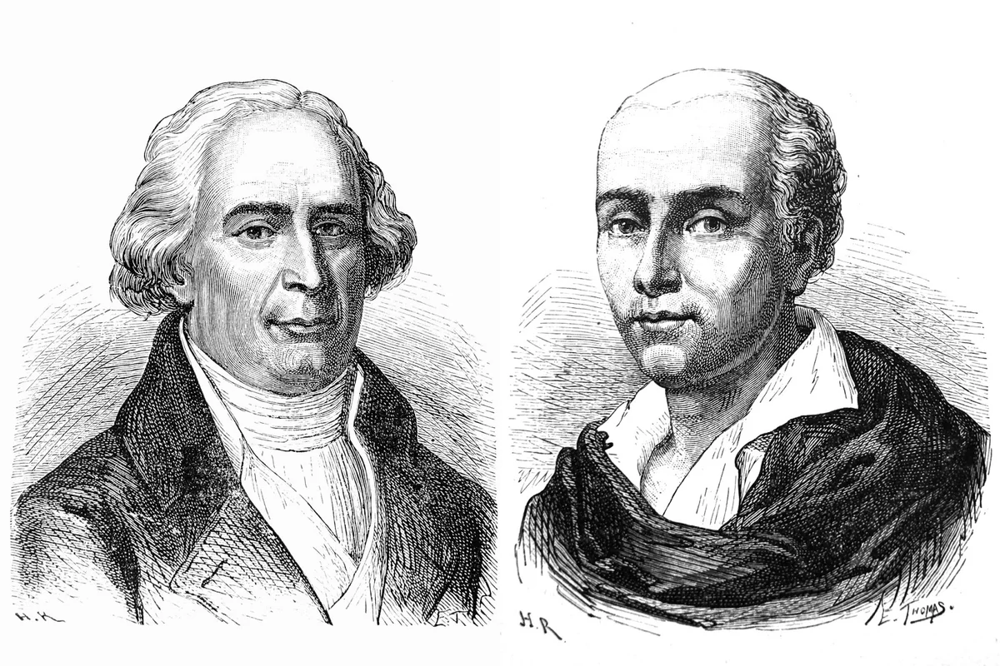 H. R
E. T
H. R
E. THOMAS.